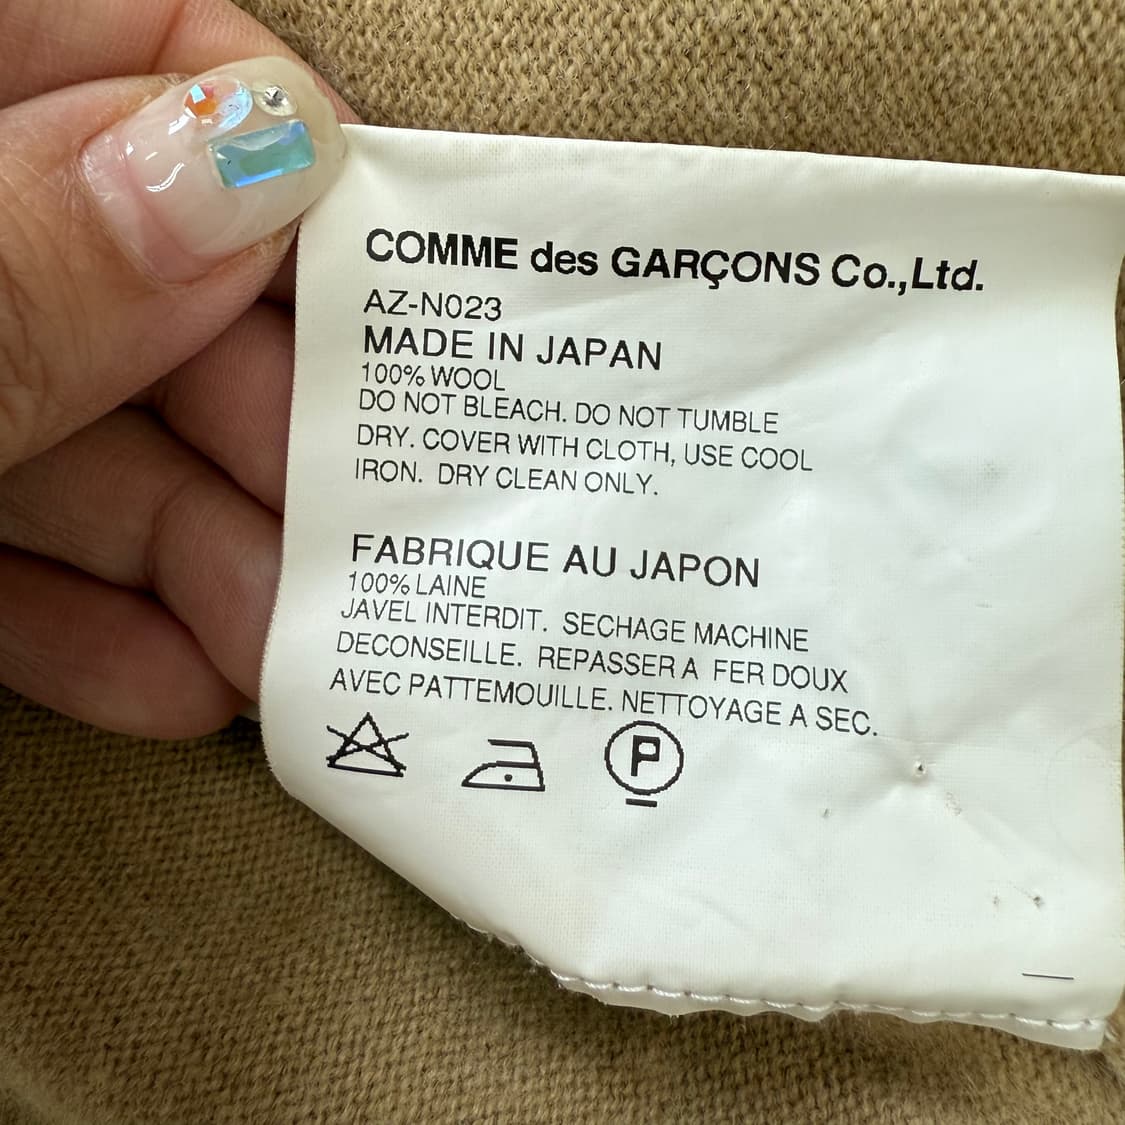 COMME des GARÇONS Co.,Ltd.
AZ-N023
MADE IN JAPAN
100% WOOL
DO NOT BLEACH. DO NOT TUMBLE
DRY. COVER WITH CLOTH, USE COOL
IRON. DRY CLEAN ONLY.
FABRIQUE AU JAPON
100% LAINE
JAVEL INTERDIT. SECHAGE MACHINE
DECONSEILLE. REPASSER A FER DOUX
AVEC PATTEMOUILLE. NETTOYAGE A SEC.
P